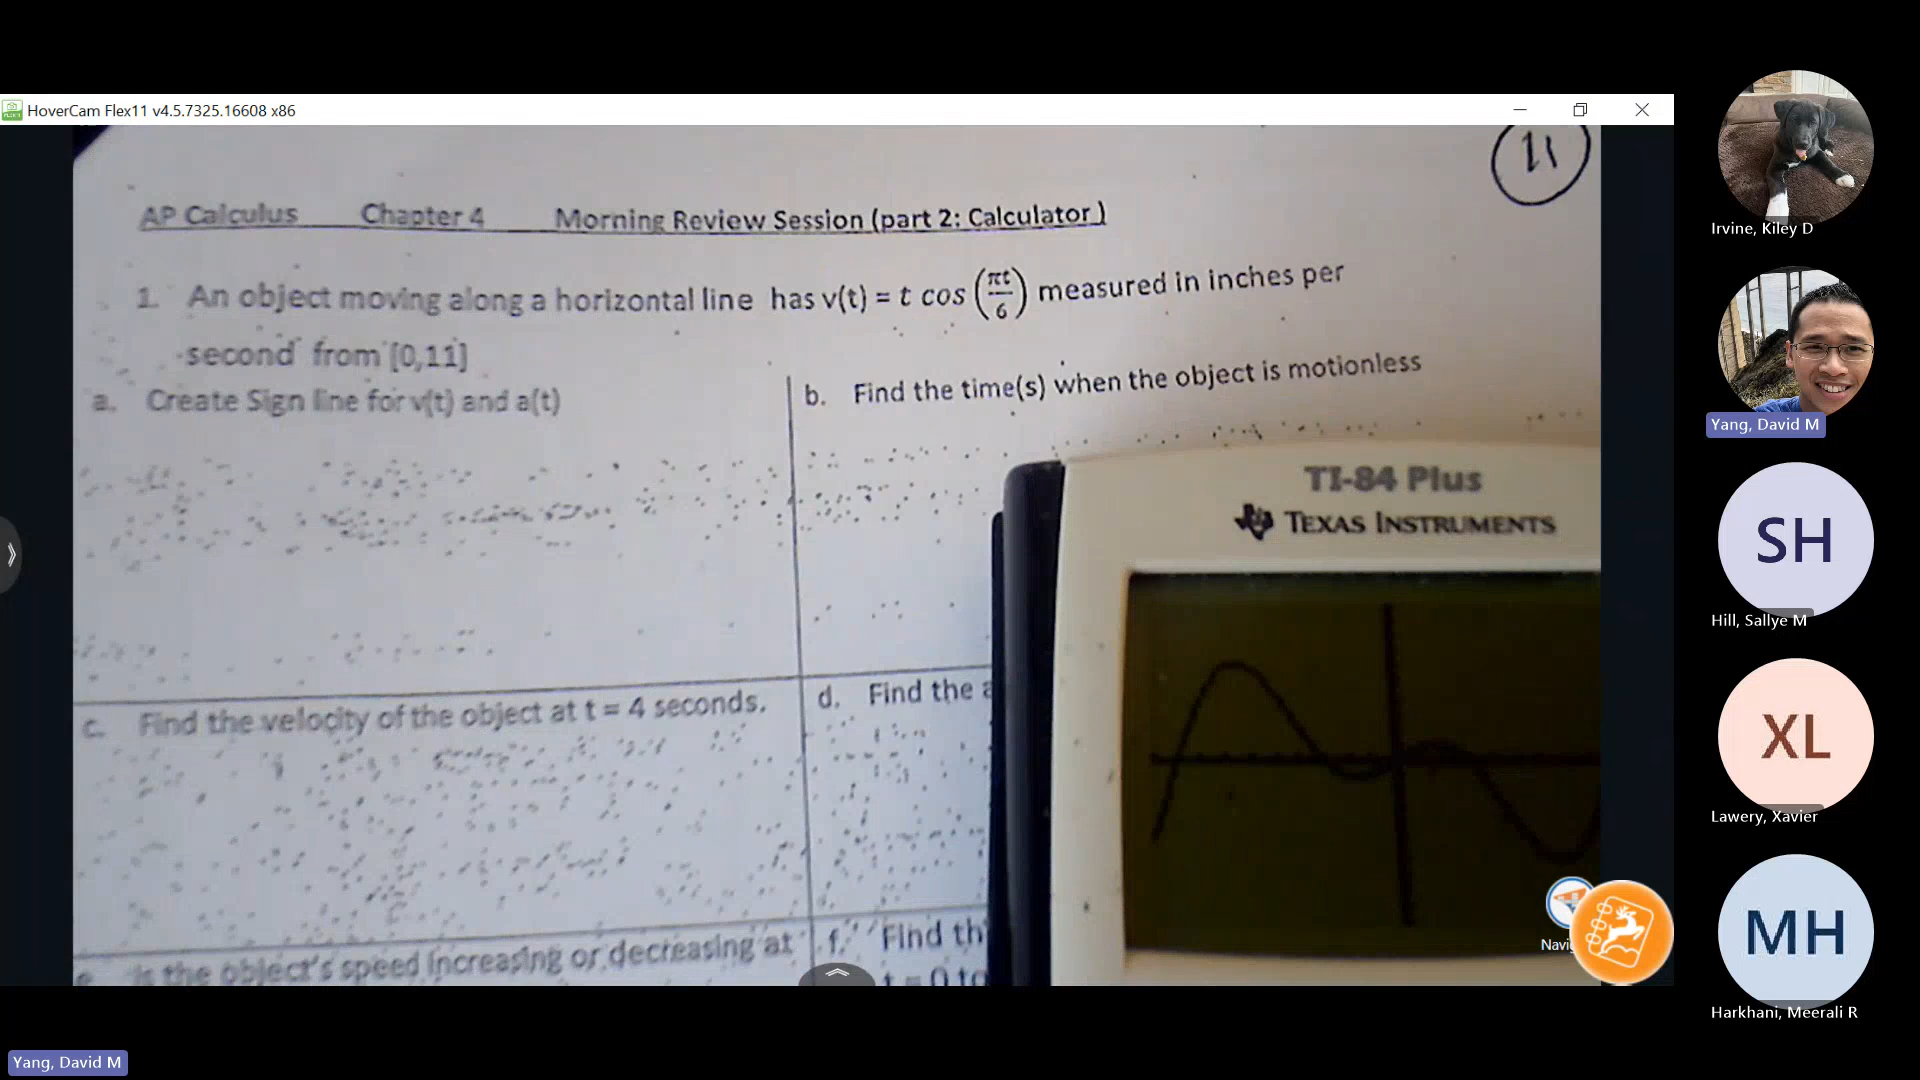 HoverCam Flex11 v4.5.7325.16608 x86
11
AP Calculus Chapter 4 Morning Review Session (part 2: Calculator )
1. An object moving along a horizontal line has v(t) = t cos (πt/6) measured in inches per
second from [0,11]
a. Create Sign line for v(t) and a(t)
b. Find the time(s) when the object is motionless
TI-84 Plus
TEXAS INSTRUMENTS
c. Find the velocity of the object at t = 4 seconds.
d. Find the a
e. Is the object's speed increasing or decreasing at
f. Find th
t = 0 to
Navi
Irvine, Kiley D
Yang, David M
SH
Hill, Sallye M
XL
Lawery, Xavier
MH
Harkhani, Meerali R
Yang, David M